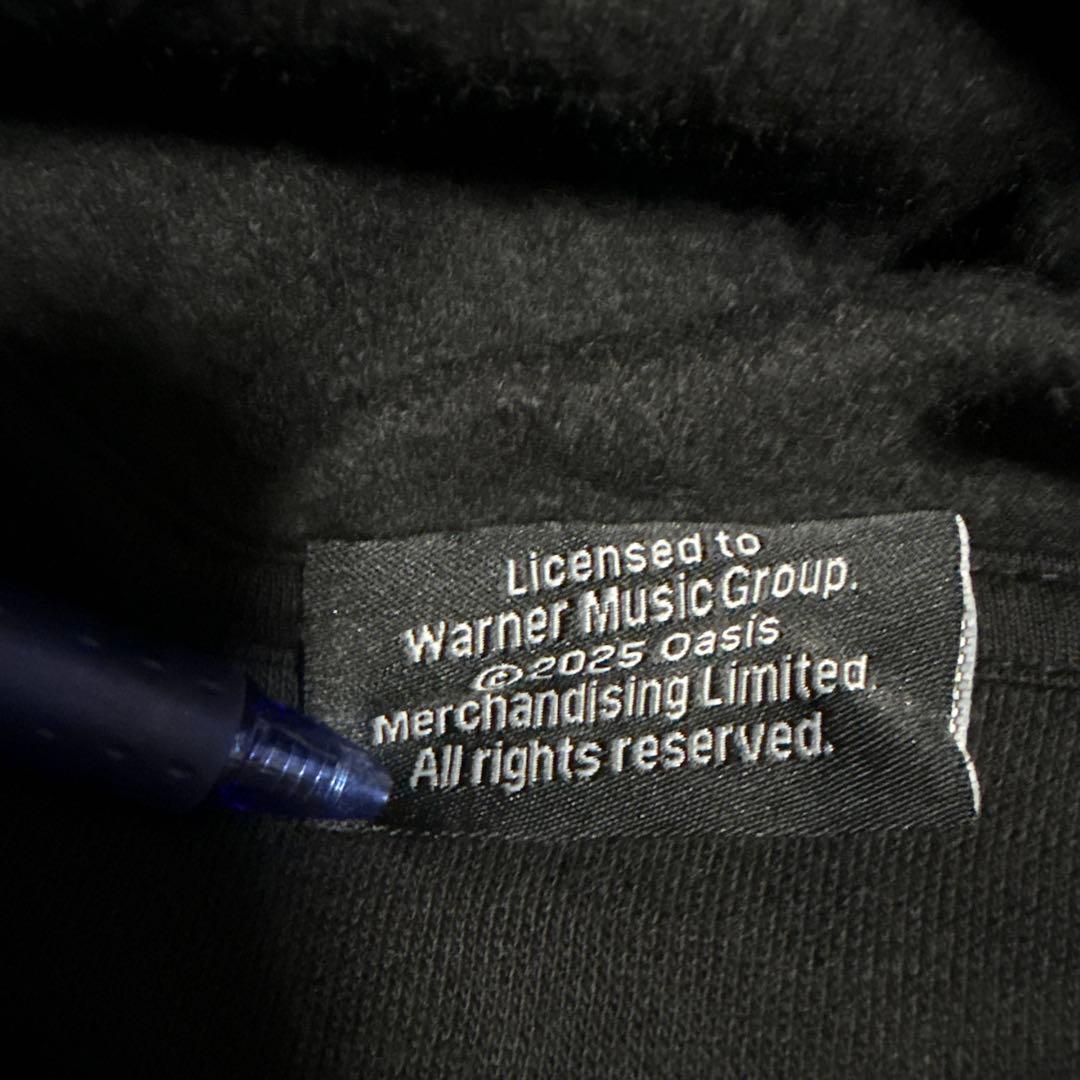 Licensed to
Warner Music Group.
©2025 Oasis
Merchandising Limited.
All rights reserved.